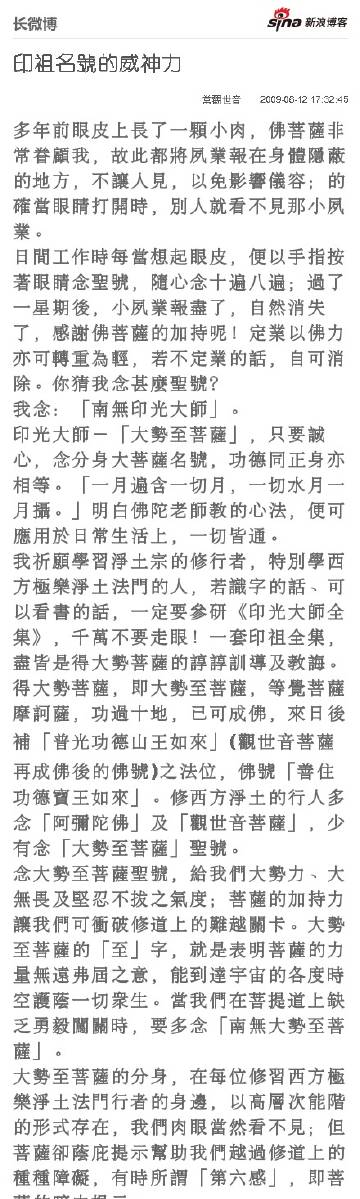 长微博
sina 新浪博客
印祖名號的威神力
當觀世音 2009-06-12 17:32:45
多年前眼皮上長了一顆小肉，佛菩薩非
常眷顧我，故此都將夙業報在身體隱蔽
的地方，不讓人見，以免影響儀容；的
確當眼睛打開時，別人就看不見那小夙
業。
日間工作時每當想起眼皮，便以手指按
著眼睛念聖號，隨心念十遍八遍；過了
一星期後，小夙業報盡了，自然消失
了，感謝佛菩薩的加持呢！定業以佛力
亦可轉重為輕，若不定業的話，自可消
除。你猜我念甚麼聖號？
我念：「南無印光大師」。
印光大師－「大勢至菩薩」，只要誠
心，念分身大菩薩名號，功德同正身亦
相等。「一月遍含一切月，一切水月一
月攝。」明白佛陀老師教的心法，便可
應用於日常生活上，一切皆通。
我祈願學習淨土宗的修行者，特別學西
方極樂淨土法門的人，若識字的話、可
以看書的話，一定要參研《印光大師全
集》，千萬不要走眼！一套印祖全集，
盡皆是得大勢菩薩的諄諄訓導及教誨。
得大勢菩薩，即大勢至菩薩，等覺菩薩
摩訶薩，功過十地，已可成佛，來日後
補「普光功德山王如來」(觀世音菩薩
再成佛後的佛號)之法位，佛號「善住
功德寶王如來」。修西方淨土的行人多
念「阿彌陀佛」及「觀世音菩薩」，少
有念「大勢至菩薩」聖號。
念大勢至菩薩聖號，給我們大勢力、大
無畏及堅忍不拔之氣度；菩薩的加持力
讓我們可衝破修道上的難越關卡。大勢
至菩薩的「至」字，就是表明菩薩的力
量無遠弗屆之意，能到達宇宙的各度時
空護蔭一切眾生。當我們在菩提道上缺
乏勇毅闖關時，要多念「南無大勢至菩
薩」。
大勢至菩薩的分身，在每位修習西方極
樂淨土法門行者的身邊，以高層次能階
的形式存在，我們肉眼當然看不見；但
菩薩卻蔭庇提示幫助我們越過修道上的
種種障礙，有時所謂「第六感」，即菩